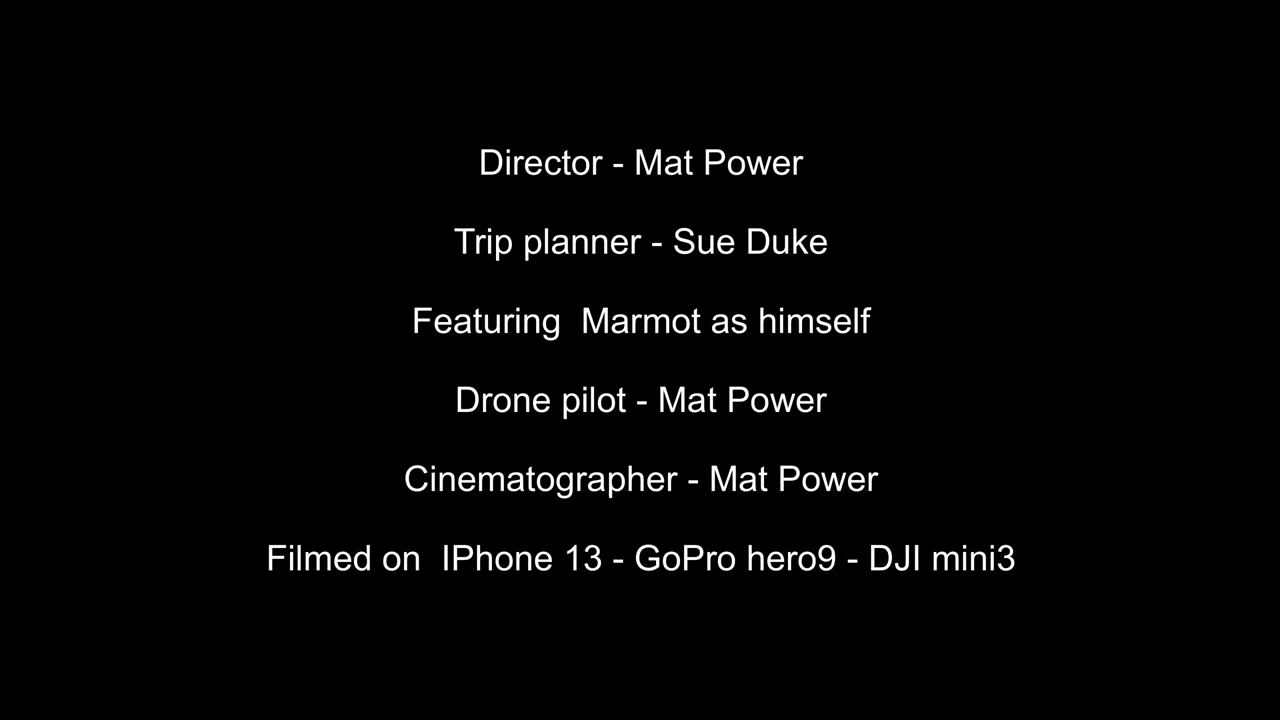 Director - Mat Power
Trip planner - Sue Duke
Featuring  Marmot as himself
Drone pilot - Mat Power
Cinematographer - Mat Power
Filmed on  IPhone 13 - GoPro hero9 - DJI mini3